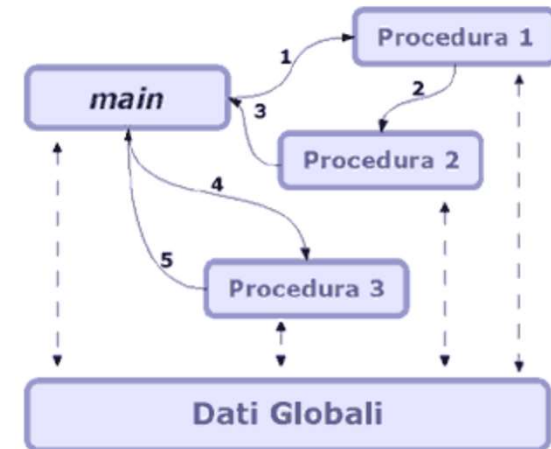 Procedura 1
1
2
main
3
Procedura 2
4
5
Procedura 3
Dati Globali